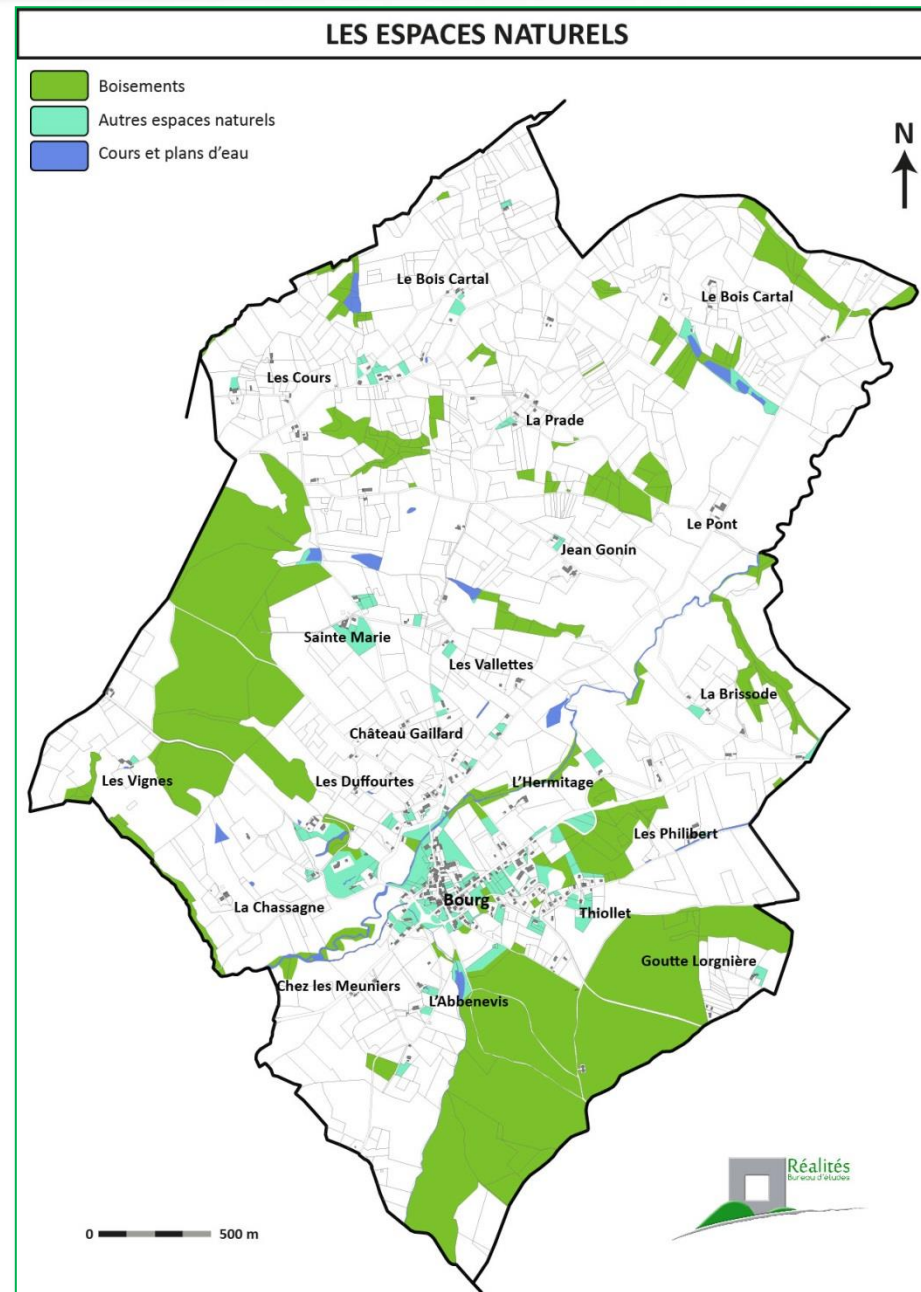 LES ESPACES NATURELS
Boisements
Autres espaces naturels
Cours et plans d'eau
N
Le Bois Cartal
Le Bois Cartal
Les Cours
La Prade
Le Pont
Jean Gonin
Sainte Marie
Les Vallettes
La Brissode
Château Gaillard
Les Vignes
Les Duffourtes
L'Hermitage
Les Philibert
La Chassagne
Bourg
Thiollet
Goutte Lorgnière
Chez les Meuniers
L'Abbenevis
Réalités
Bureau d'études
0 500 m